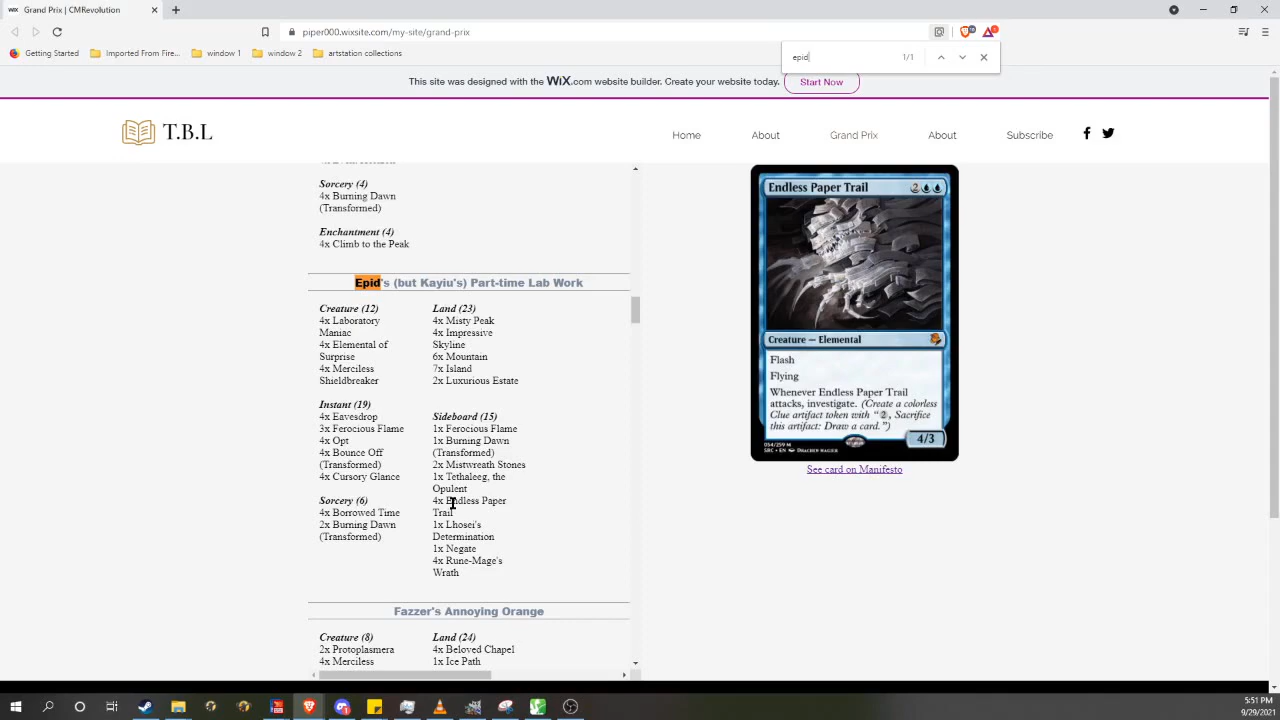 Grand Prix | CMRevolution
piper000.wixsite.com/my-site/grand-prix
Getting Started
Imported From Fire...
window 1
window 2
artstation collections
epid
1/1
This site was designed with the WiX.com website builder. Create your website today.
Start Now
T.B.L
Home
About
Grand Prix
About
Subscribe
Sorcery (4)
4x Burning Dawn
(Transformed)
Enchantment (4)
4x Climb to the Peak
Epid's (but Kayiu's) Part-time Lab Work
Creature (12)
4x Laboratory
Maniac
4x Elemental of
Surprise
4x Merciless
Shieldbreaker
Instant (19)
4x Eavesdrop
3x Ferocious Flame
4x Opt
4x Bounce Off
(Transformed)
4x Cursory Glance
Sorcery (6)
4x Borrowed Time
2x Burning Dawn
(Transformed)
Land (23)
4x Misty Peak
4x Impressive
Skyline
6x Mountain
7x Island
2x Luxurious Estate
Sideboard (15)
1x Ferocious Flame
1x Burning Dawn
(Transformed)
2x Mistwreath Stones
1x Tethaleeg, the
Opulent
4x Endless Paper
Trail
1x Lhosei's
Determination
1x Negate
4x Rune-Mage's
Wrath
Fazzer's Annoying Orange
Creature (8)
2x Protoplasmera
4x Merciless
Land (24)
4x Beloved Chapel
1x Ice Path
Endless Paper Trail
2
Creature — Elemental
Flash
Flying
Whenever Endless Paper Trail
attacks, investigate. (Create a colorless
Clue artifact token with "2, Sacrifice
this artifact: Draw a card.")
4/3
054/259 M
See card on Manifesto
5:51 PM
9/29/2021